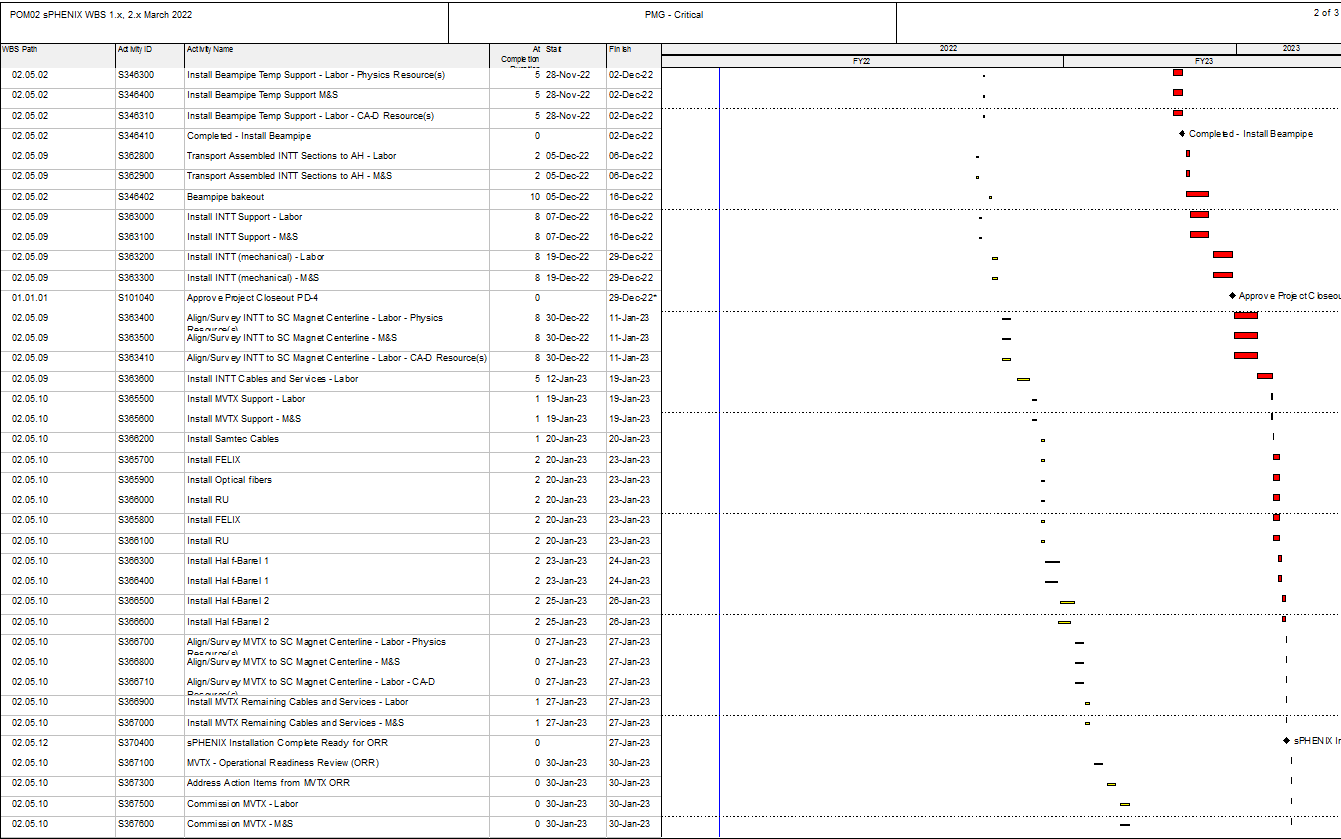 POM02 sPHENIX WBS 1.x, 2.x March 2022 PMG - Critical 2 of 3
WBS Path Activity ID Activity Name At Completion Start Finish 2022 2023
FY22 FY23
02.05.02 S346300 Install Beampipe Temp Support - Labor - Physics Resource(s) 5 28-Nov-22 02-Dec-22
02.05.02 S346400 Install Beampipe Temp Support M&S 5 28-Nov-22 02-Dec-22
02.05.02 S346310 Install Beampipe Temp Support - Labor - CA-D Resource(s) 5 28-Nov-22 02-Dec-22
02.05.02 S346410 Completed - Install Beampipe 0 02-Dec-22 Completed - Install Beampipe
02.05.09 S362800 Transport Assembled INTT Sections to AH - Labor 2 05-Dec-22 06-Dec-22
02.05.09 S362900 Transport Assembled INTT Sections to AH - M&S 2 05-Dec-22 06-Dec-22
02.05.02 S346402 Beampipe bakeout 10 05-Dec-22 16-Dec-22
02.05.09 S363000 Install INTT Support - Labor 8 07-Dec-22 16-Dec-22
02.05.09 S363100 Install INTT Support - M&S 8 07-Dec-22 16-Dec-22
02.05.09 S363200 Install INTT (mechanical) - Labor 8 19-Dec-22 29-Dec-22
02.05.09 S363300 Install INTT (mechanical) - M&S 8 19-Dec-22 29-Dec-22
01.01.01 S101040 Approve Project Closeout PD-4 0 29-Dec-22* Approve Project Closeou
02.05.09 S363400 Align/Survey INTT to SC Magnet Centerline - Labor - Physics 8 30-Dec-22 11-Jan-23
Resource(s)
02.05.09 S363500 Align/Survey INTT to SC Magnet Centerline - M&S 8 30-Dec-22 11-Jan-23
02.05.09 S363410 Align/Survey INTT to SC Magnet Centerline - Labor - CA-D Resource(s) 8 30-Dec-22 11-Jan-23
02.05.09 S363600 Install INTT Cables and Services - Labor 5 12-Jan-23 19-Jan-23
02.05.10 S365500 Install MVTX Support - Labor 1 19-Jan-23 19-Jan-23
02.05.10 S365600 Install MVTX Support - M&S 1 19-Jan-23 19-Jan-23
02.05.10 S366200 Install Samtec Cables 1 20-Jan-23 20-Jan-23
02.05.10 S365700 Install FELIX 2 20-Jan-23 23-Jan-23
02.05.10 S365900 Install Optical fibers 2 20-Jan-23 23-Jan-23
02.05.10 S366000 Install RU 2 20-Jan-23 23-Jan-23
02.05.10 S365800 Install FELIX 2 20-Jan-23 23-Jan-23
02.05.10 S366100 Install RU 2 20-Jan-23 23-Jan-23
02.05.10 S366300 Install Half-Barrel 1 2 23-Jan-23 24-Jan-23
02.05.10 S366400 Install Half-Barrel 1 2 23-Jan-23 24-Jan-23
02.05.10 S366500 Install Half-Barrel 2 2 25-Jan-23 26-Jan-23
02.05.10 S366600 Install Half-Barrel 2 2 25-Jan-23 26-Jan-23
02.05.10 S366700 Align/Survey MVTX to SC Magnet Centerline - Labor - Physics 0 27-Jan-23 27-Jan-23
Resource(s)
02.05.10 S366800 Align/Survey MVTX to SC Magnet Centerline - M&S 0 27-Jan-23 27-Jan-23
02.05.10 S366710 Align/Survey MVTX to SC Magnet Centerline - Labor - CA-D 0 27-Jan-23 27-Jan-23
Resource(s)
02.05.10 S366900 Install MVTX Remaining Cables and Services - Labor 1 27-Jan-23 27-Jan-23
02.05.10 S367000 Install MVTX Remaining Cables and Services - M&S 1 27-Jan-23 27-Jan-23
02.05.12 S370400 sPHENIX Installation Complete Ready for ORR 0 27-Jan-23 sPHENIX In
02.05.10 S367100 MVTX - Operational Readiness Review (ORR) 0 30-Jan-23 30-Jan-23
02.05.10 S367300 Address Action Items from MVTX ORR 0 30-Jan-23 30-Jan-23
02.05.10 S367500 Commission MVTX - Labor 0 30-Jan-23 30-Jan-23
02.05.10 S367600 Commission MVTX - M&S 0 30-Jan-23 30-Jan-23